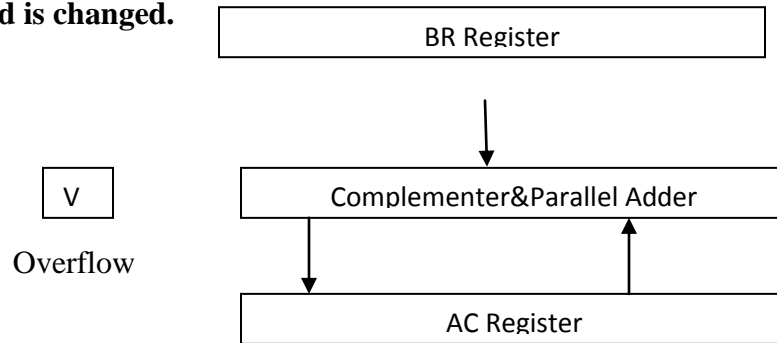 d is changed.
BR Register
V
Complementer&Parallel Adder
Overflow
AC Register